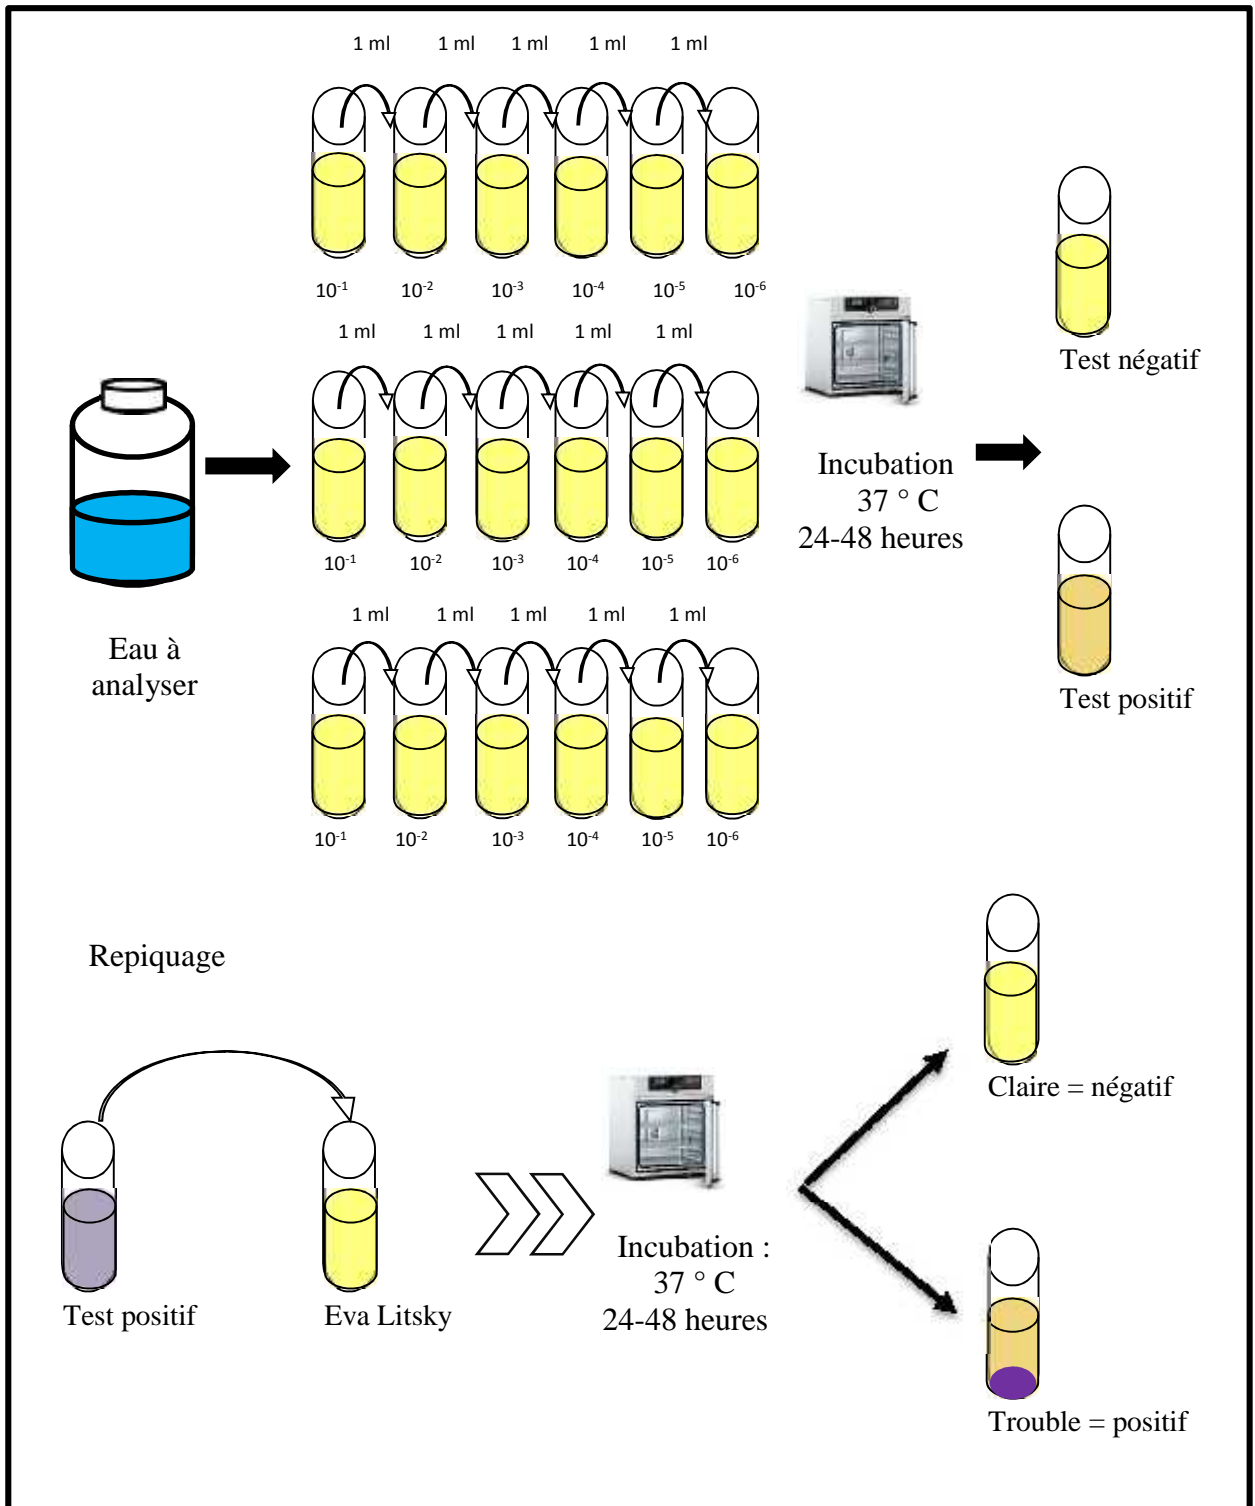 1 ml 1 ml 1 ml 1 ml 1 ml
10-1 10-2 10-3 10-4 10-5 10-6
1 ml 1 ml 1 ml 1 ml 1 ml
10-1 10-2 10-3 10-4 10-5 10-6
1 ml 1 ml 1 ml 1 ml 1 ml
10-1 10-2 10-3 10-4 10-5 10-6
Eau à
analyser
Incubation
37 ° C
24-48 heures
Test négatif
Test positif
Repiquage
Test positif
Eva Litsky
Incubation :
37 ° C
24-48 heures
Claire = négatif
Trouble = positif